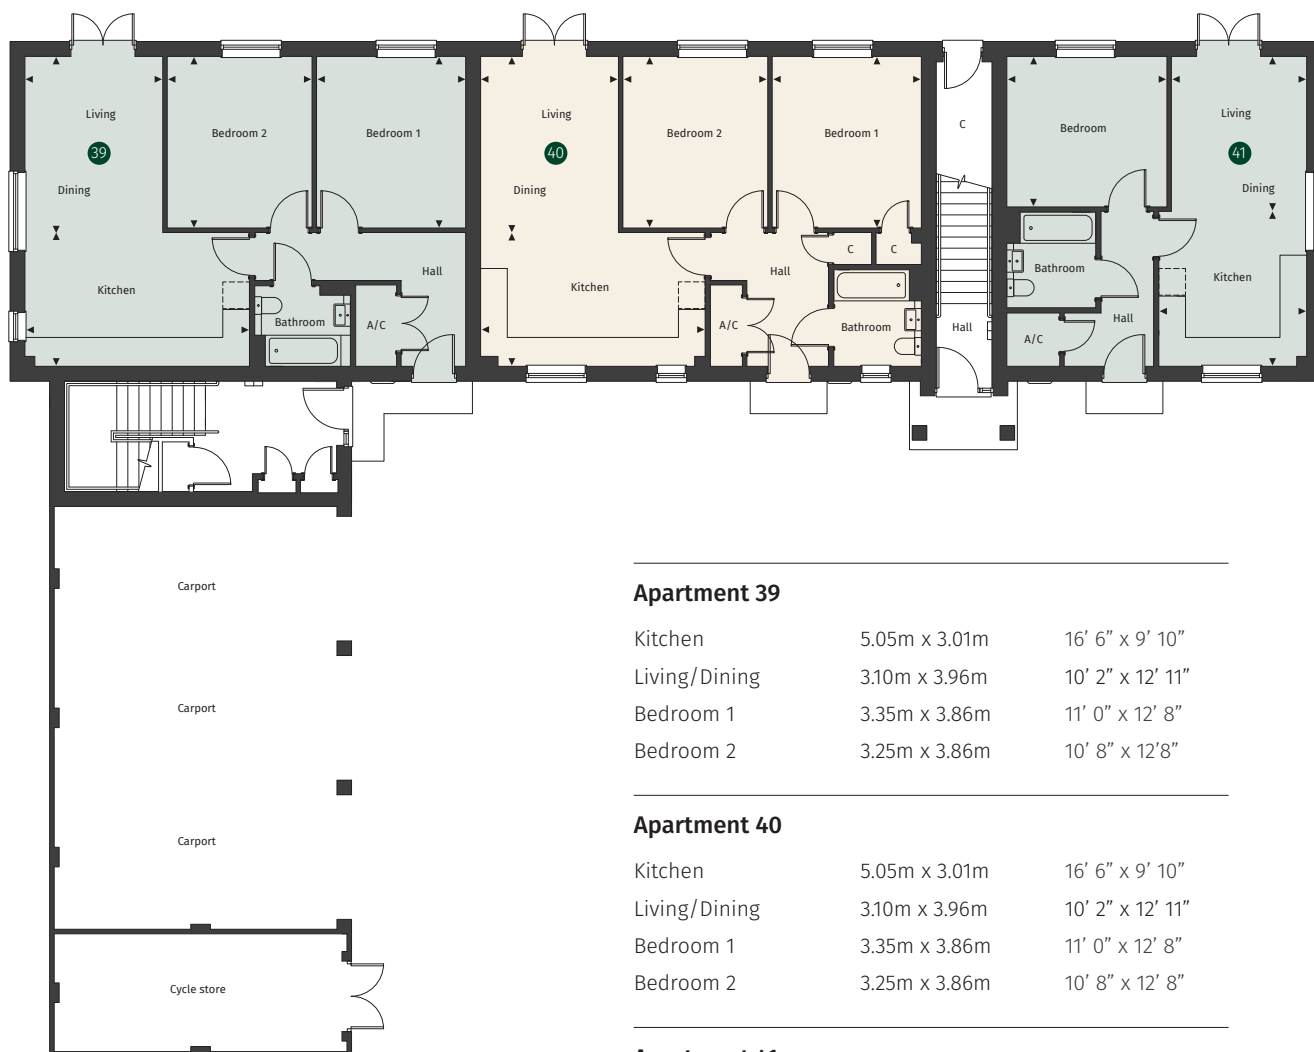 Living
39
Dining
Kitchen
Bedroom 2
Bedroom 1
Hall
Bathroom
A/C
Living
40
Dining
Kitchen
Bedroom 2
Bedroom 1
Hall
C
C
A/C
Bathroom
C
Hall
Bedroom
Living
41
Dining
Bathroom
Kitchen
A/C
Hall
Carport
Carport
Carport
Cycle store
Apartment 39
Kitchen 5.05m x 3.01m 16’ 6” x 9’ 10”
Living/Dining 3.10m x 3.96m 10’ 2” x 12’ 11”
Bedroom 1 3.35m x 3.86m 11’ 0” x 12’ 8”
Bedroom 2 3.25m x 3.86m 10’ 8” x 12’8”
Apartment 40
Kitchen 5.05m x 3.01m 16’ 6” x 9’ 10”
Living/Dining 3.10m x 3.96m 10’ 2” x 12’ 11”
Bedroom 1 3.35m x 3.86m 11’ 0” x 12’ 8”
Bedroom 2 3.25m x 3.86m 10’ 8” x 12’ 8”